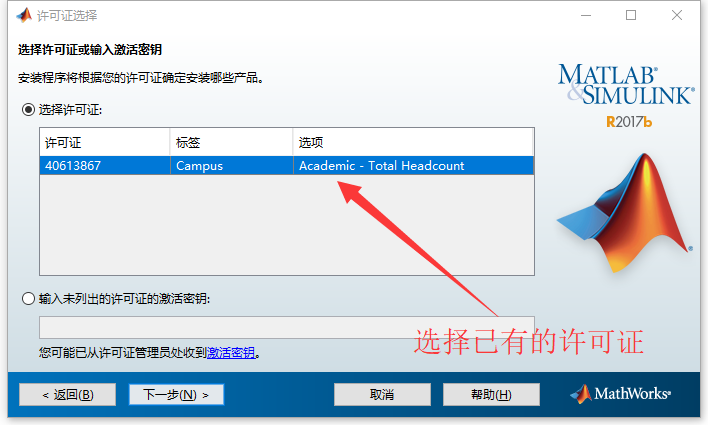 许可证选择
选择许可证或输入激活密钥
安装程序将根据您的许可证确定安装哪些产品。
MATLAB®
&SIMULINK®
R2017b
选择许可证:
许可证 标签 选项
40613867 Campus Academic - Total Headcount
输入未列出的许可证的激活密钥:
选择已有的许可证
您可能已从许可证管理员处收到激活密钥。
< 返回(B) 下一步(N) > 取消 帮助(H) MathWorks®